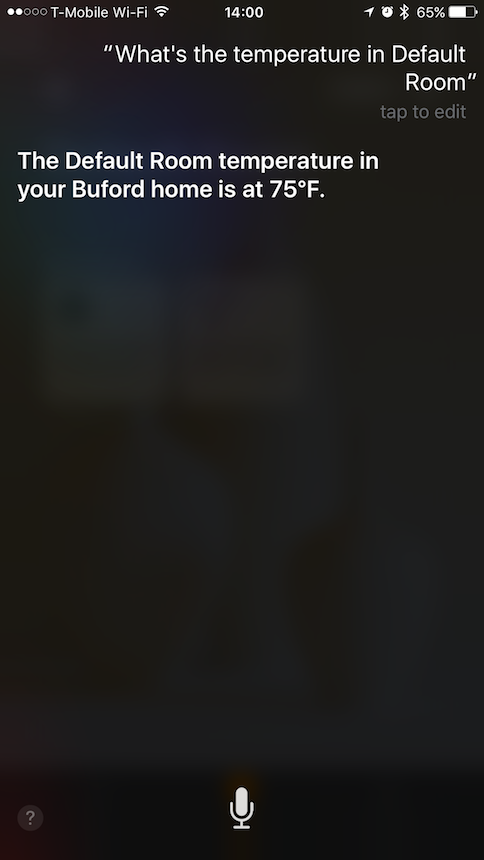 T-Mobile Wi-Fi 14:00 65%
“What's the temperature in Default
Room”
tap to edit
The Default Room temperature in
your Buford home is at 75°F.
?